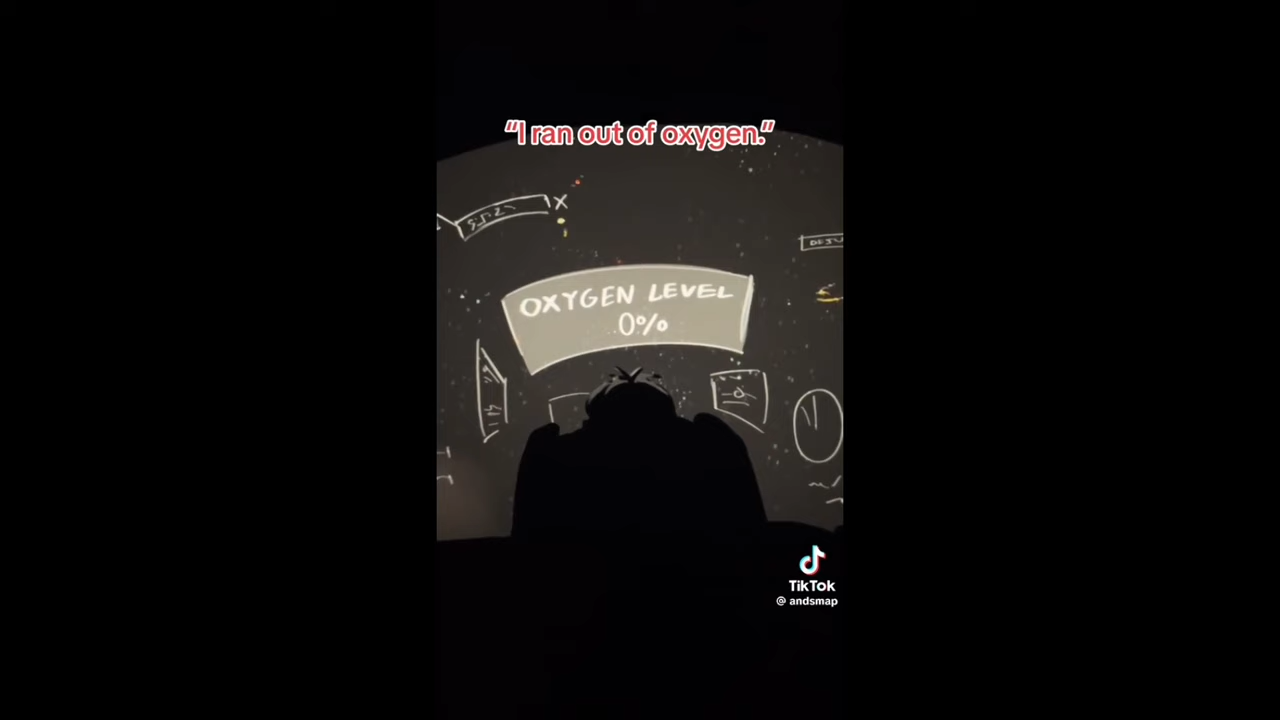 “I ran out of oxygen.”
X
OXYGEN LEVEL
0%
TikTok
@ andsmap